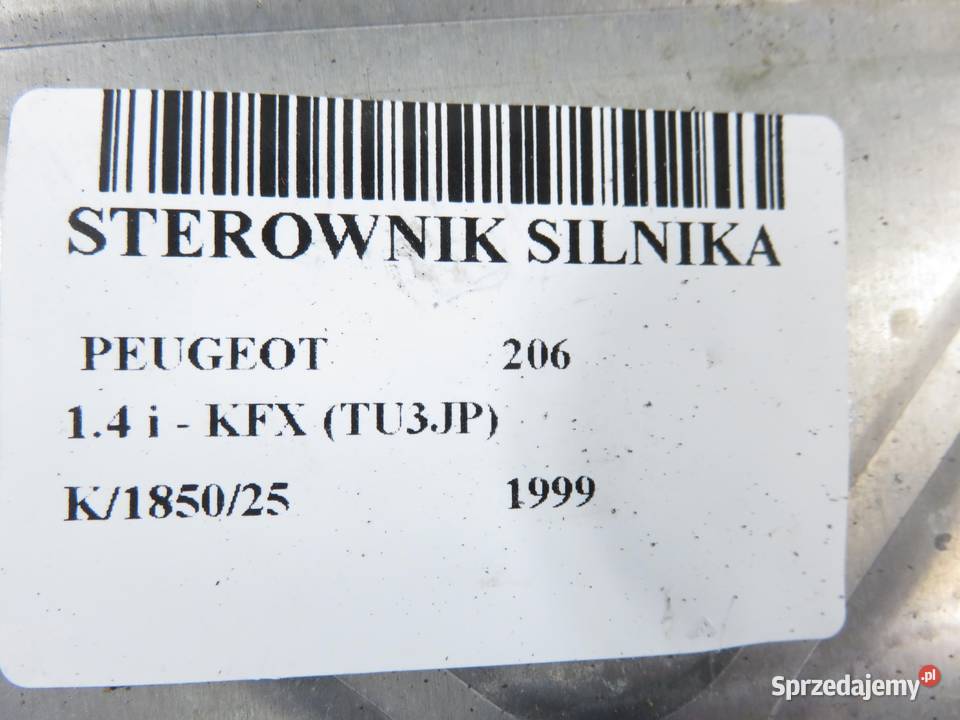 STEROWNIK SILNIKA
PEUGEOT 206
1.4 i - KFX (TU3JP)
K/1850/25 1999
Sprzedajemy.pl